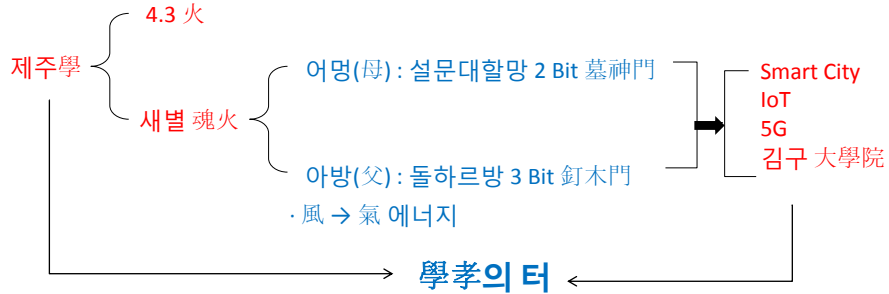 4.3 火
제주學
새별 魂火
어멍(母) : 설문대할망 2 Bit 墓神門
아방(父) : 돌하르방 3 Bit 釘木門
· 風 → 氣 에너지
Smart City
IoT
5G
김구 大學院
學孝의 터